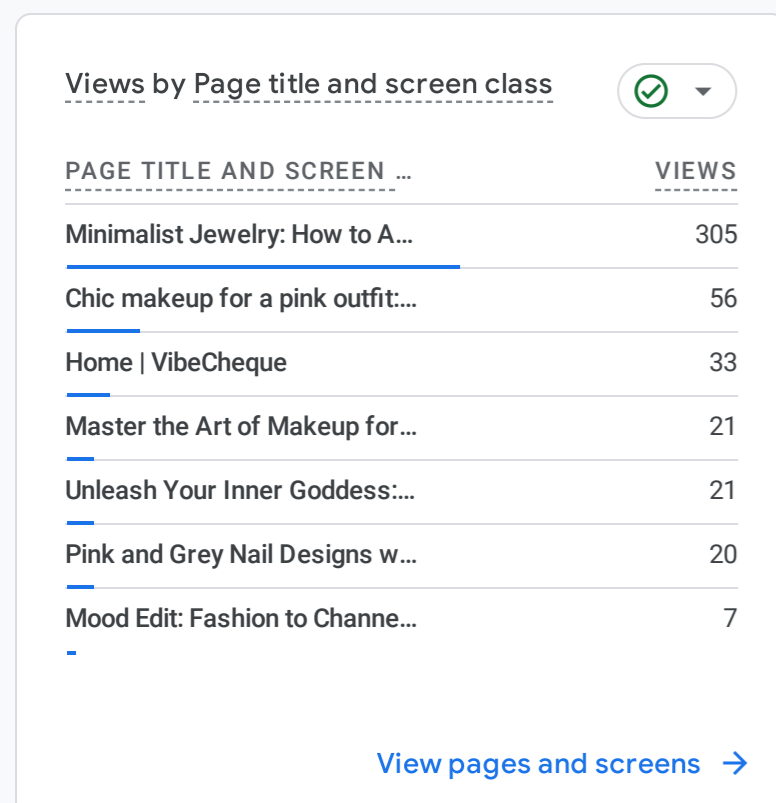 Views by Page title and screen class
PAGE TITLE AND SCREEN … VIEWS
Minimalist Jewelry: How to A… 305
Chic makeup for a pink outfit:… 56
Home | VibeCheque 33
Master the Art of Makeup for… 21
Unleash Your Inner Goddess:… 21
Pink and Grey Nail Designs w… 20
Mood Edit: Fashion to Channe… 7
View pages and screens